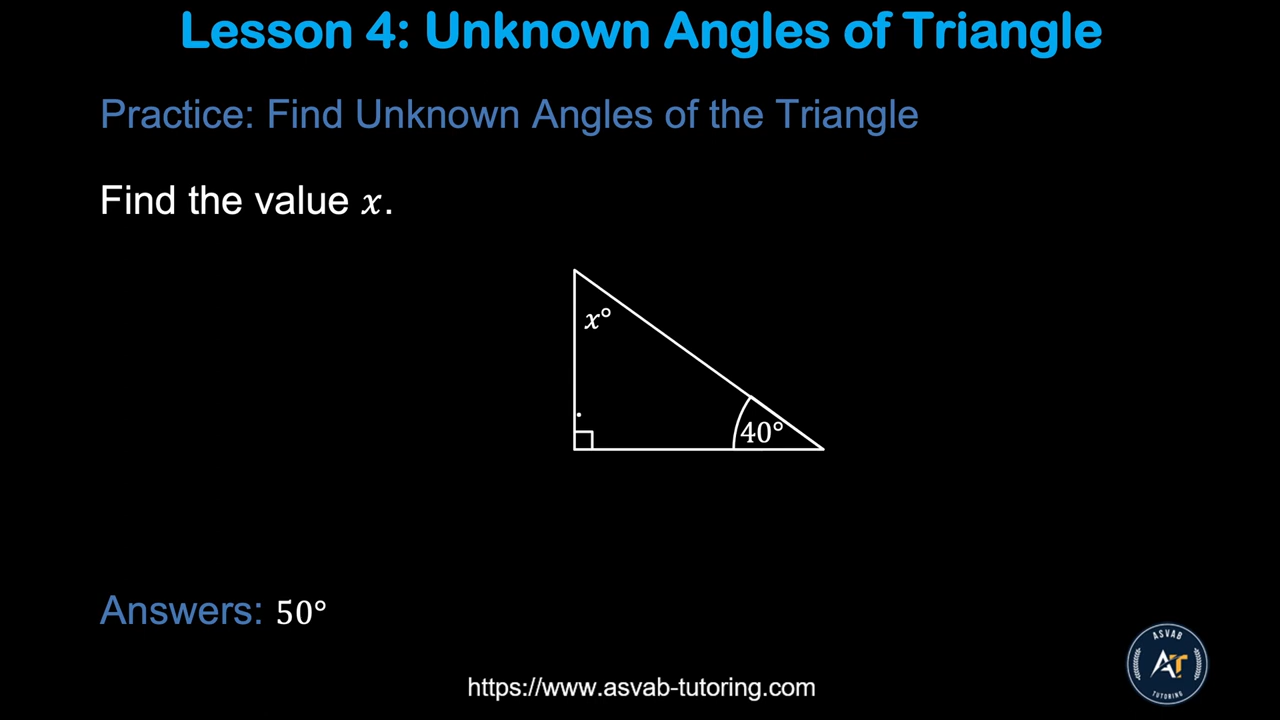 Lesson 4: Unknown Angles of Triangle
Practice: Find Unknown Angles of the Triangle
Find the value x.
x°
40°
Answers: 50°
ASVAB
AT
TUTORING
https://www.asvab-tutoring.com